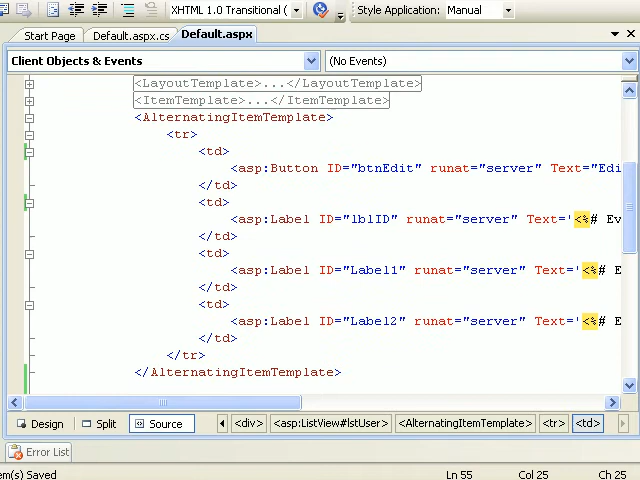 XHTML 1.0 Transitional ( Style Application: Manual
Start Page Default.aspx.cs Default.aspx
Client Objects & Events (No Events)
<LayoutTemplate>...</LayoutTemplate>
<ItemTemplate>...</ItemTemplate>
<AlternatingItemTemplate>
<tr>
<td>
<asp:Button ID="btnEdit" runat="server" Text="Edi
</td>
<td>
<asp:Label ID="lblID" runat="server" Text='<%# Ev
</td>
<td>
<asp:Label ID="Label1" runat="server" Text='<%# E
</td>
<td>
<asp:Label ID="Label2" runat="server" Text='<%# E
</td>
</tr>
</AlternatingItemTemplate>
Design Split Source <div> <asp:ListView#lstUser> <AlternatingItemTemplate> <tr> <td>
Error List
em(s) Saved Ln 55 Col 25 Ch 25